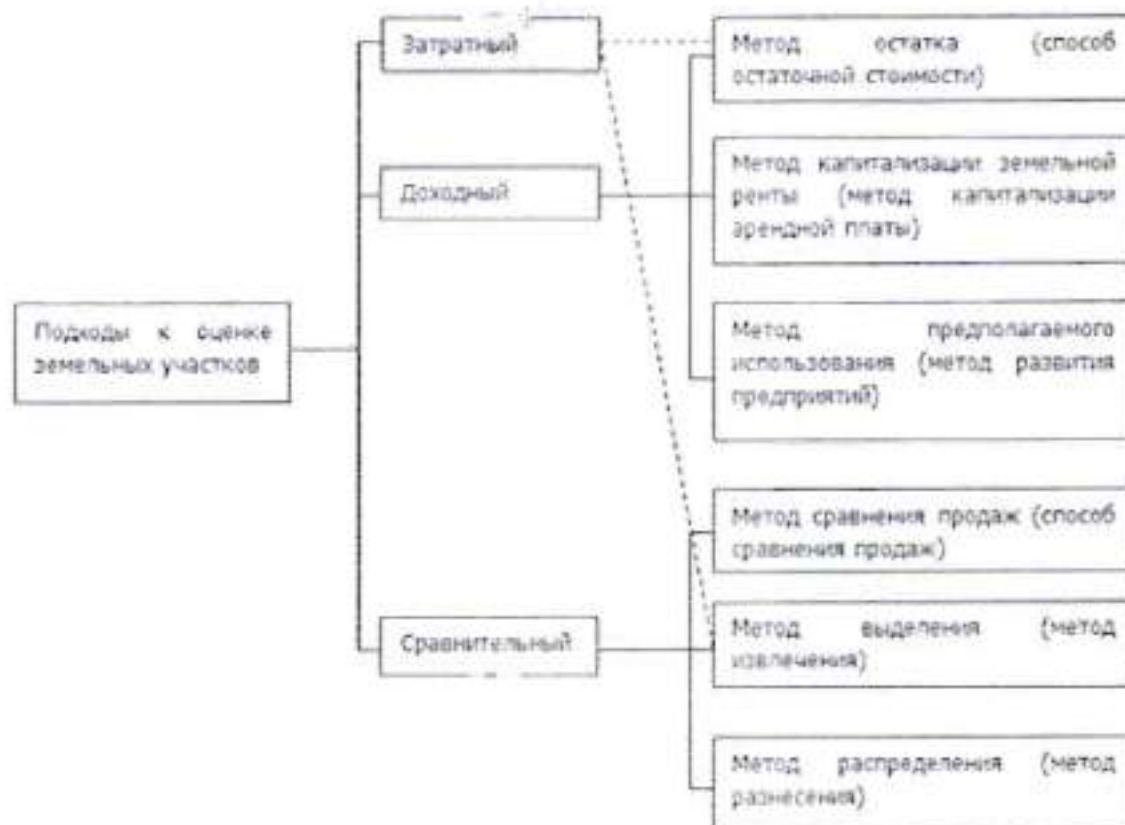 Подходы к оценке
земельных участков
Затратный
Доходный
Сравнительный
Метод остатка (способ
остаточной стоимости)
Метод капитализации земельной
ренты (метод капитализации
арендной платы)
Метод предполагаемого
использования (метод развития
предприятий)
Метод сравнения продаж (способ
сравнения продаж)
Метод выделения (метод
извлечения)
Метод распределения (метод
разнесения)